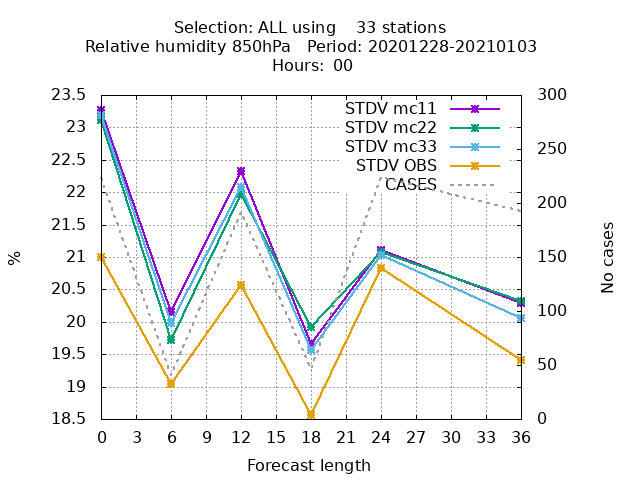 Selection: ALL using    33 stations
Relative humidity 850hPa   Period: 20201228-20210103
Hours:  00
23.5
23
22.5
22
21.5
21
20.5
20
19.5
19
18.5
%
STDV mc11
STDV mc22
STDV mc33
STDV OBS
CASES
300
250
200
150
100
50
0
No cases
0 3 6 9 12 15 18 21 24 27 30 33 36
Forecast length